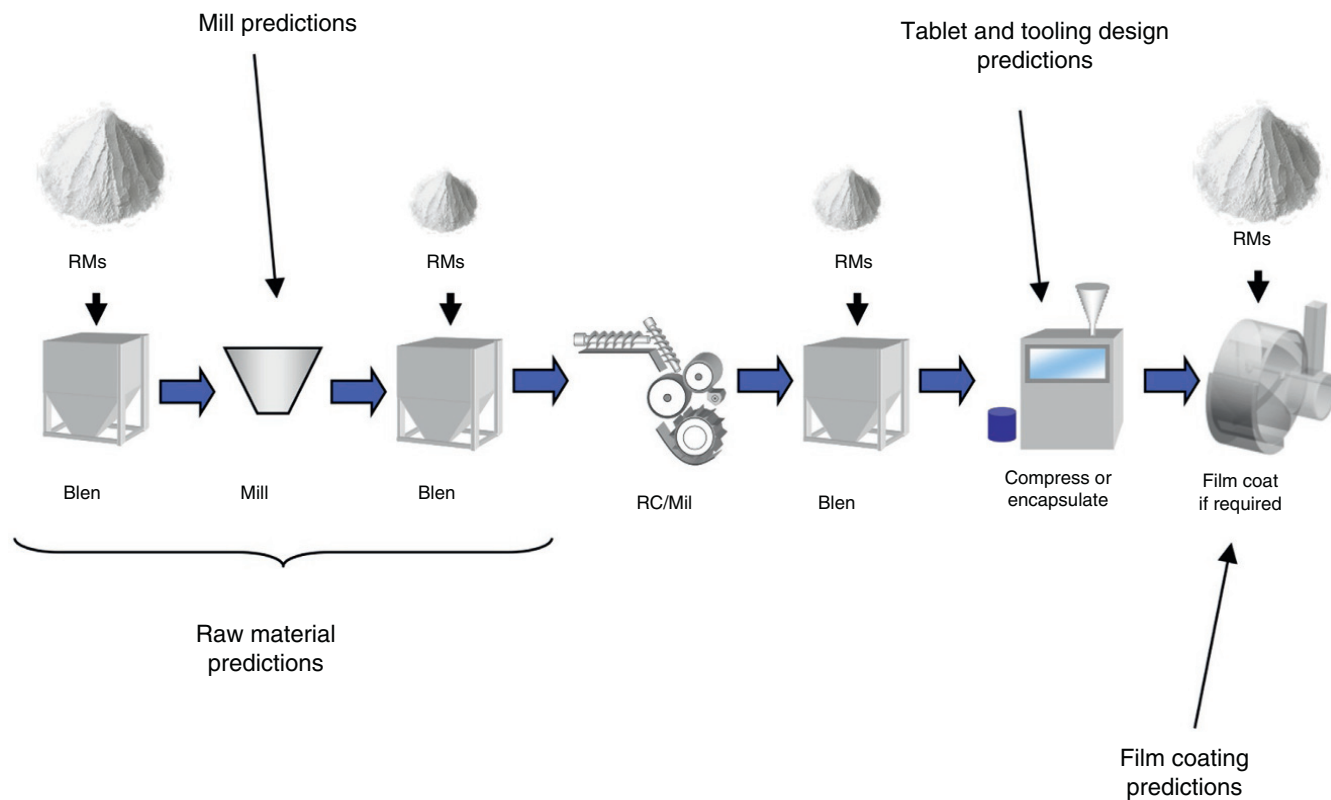 Mill predictions
Tablet and tooling design
predictions
RMs
RMs
RMs
RMs
Blen
Mill
Blen
RC/Mil
Blen
Compress or
encapsulate
Film coat
if required
Raw material
predictions
Film coating
predictions